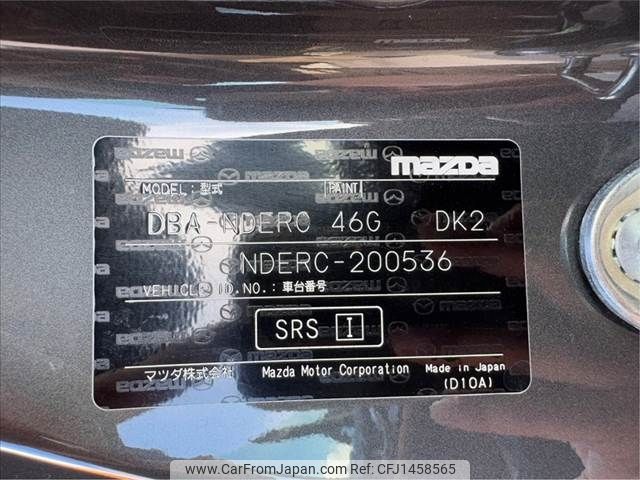 mazda
MODEL : 型式 PAINT
DBA-NDERC 46G DK2
NDERC-200536
VEHICLE ID.NO. : 車台番号
SRS I
マツダ株式会社 Mazda Motor Corporation Made in Japan
(D10A)
www.CarFromJapan.com Ref: CFJ1458565